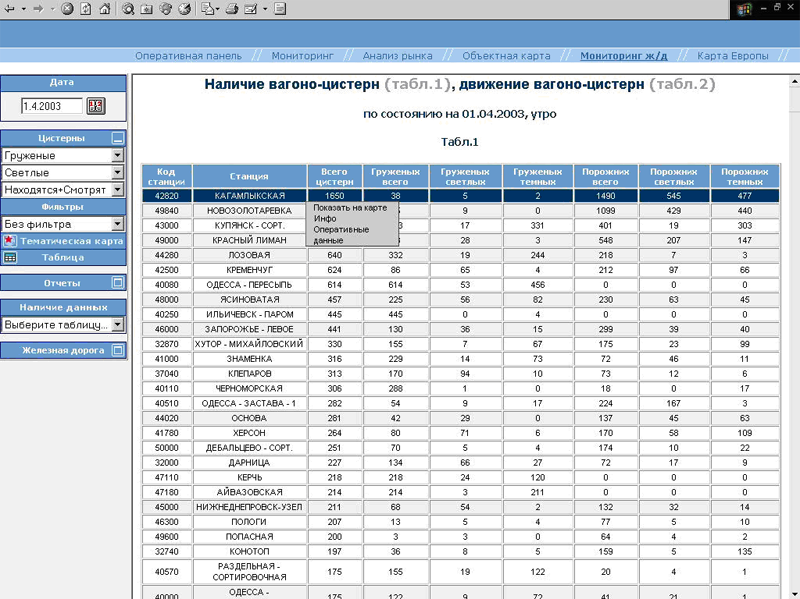 Оперативная панель // Мониторинг // Анализ рынка // Объектная карта // Мониторинг ж/д // Карта Европы //
Дата
1.4.2003
Цистерны
Груженые
Светлые
Находятся+Смотрят
Фильтры
Без фильтра
Тематическая карта
Таблица
Отчеты
Наличие данных
Выберите таблицу...
Железная дорога
Наличие вагоно-цистерн (табл.1), движение вагоно-цистерн (табл.2)
по состоянию на 01.04.2003, утро
Табл.1
Код станции Станция Всего цистерн Груженых всего Груженых светлых Груженых темных Порожних всего Порожних светлых Порожних темных
42820 КАГАМЛЫКСКАЯ 1650 38 5 2 1490 545 477
Показать на карте
Инфо
Оперативные
данные
49840 НОВОЗОЛОТАРЕВКА 9 0 1099 429 440
43000 КУПЯНСК - СОРТ. 3 17 331 401 19 303
49000 КРАСНЫЙ ЛИМАН 28 3 548 207 147
44280 ЛОЗОВАЯ 640 332 19 244 218 7 3
42500 КРЕМЕНЧУГ 624 86 65 4 212 97 66
40080 ОДЕССА - ПЕРЕСЫПЬ 614 614 53 456 0 0 0
48000 ЯСИНОВАТАЯ 457 225 56 82 230 63 45
40250 ИЛЬИЧЕВСК - ПАРОМ 445 445 0 4 0 0 0
46000 ЗАПОРОЖЬЕ - ЛЕВОЕ 441 130 36 15 299 39 40
32870 ХУТОР - МИХАЙЛОВСКИЙ 330 155 7 67 175 23 99
41000 ЗНАМЕНКА 316 229 14 73 72 46 11
37040 КЛЕПАРОВ 313 170 94 10 73 12 6
40110 ЧЕРНОМОРСКАЯ 306 288 1 0 18 0 17
40510 ОДЕССА - ЗАСТАВА - 1 282 54 9 17 224 167 3
44020 ОСНОВА 281 42 29 0 137 45 63
41780 ХЕРСОН 264 80 71 6 170 58 109
50000 ДЕБАЛЬЦЕВО - СОРТ. 251 70 5 4 174 10 22
32000 ДАРНИЦА 227 134 66 27 72 17 9
47110 КЕРЧЬ 218 218 24 120 0 0 0
47180 АЙВАЗОВСКАЯ 214 214 3 211 0 0 0
45000 НИЖНЕДНЕПРОВСК-УЗЕЛ 211 68 54 2 132 32 14
46300 ПОЛОГИ 207 13 5 4 77 5 10
49600 ПОПАСНАЯ 200 3 3 0 64 4 2
32740 КОНОТОП 197 36 8 5 159 5 135
40570 РАЗДЕЛЬНАЯ - СОРТИРОВОЧНАЯ 175 155 19 122 20 4 1
40000 ОДЕССА - 175 122 9 72 41 21 1